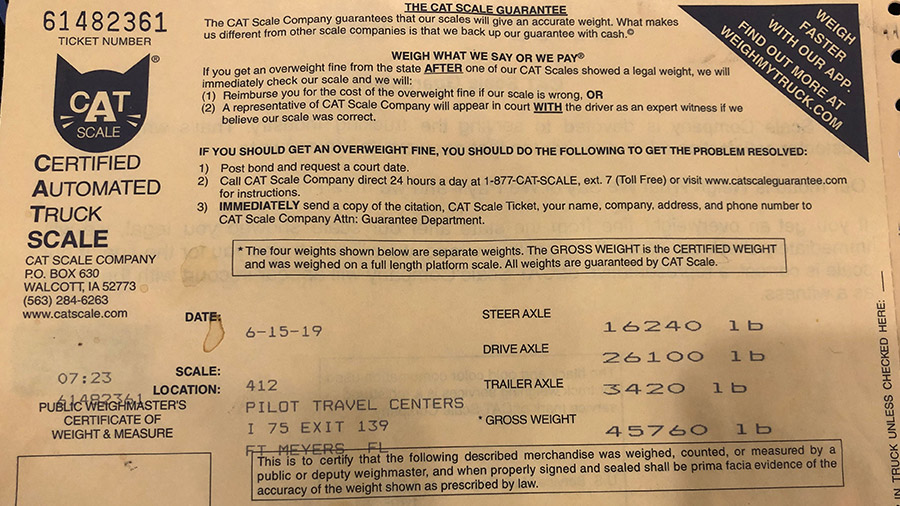 61482361
TICKET NUMBER
CAT
SCALE
®
CERTIFIED
AUTOMATED
TRUCK
SCALE
CAT SCALE COMPANY
P.O. BOX 630
WALCOTT, IA 52773
(563) 284-6263
www.catscale.com
THE CAT SCALE GUARANTEE
The CAT Scale Company guarantees that our scales will give an accurate weight. What makes
us different from other scale companies is that we back up our guarantee with cash.©
WEIGH WHAT WE SAY OR WE PAY®
If you get an overweight fine from the state AFTER one of our CAT Scales showed a legal weight, we will
immediately check our scale and we will:
(1) Reimburse you for the cost of the overweight fine if our scale is wrong, OR
(2) A representative of CAT Scale Company will appear in court WITH the driver as an expert witness if we
believe our scale was correct.
IF YOU SHOULD GET AN OVERWEIGHT FINE, YOU SHOULD DO THE FOLLOWING TO GET THE PROBLEM RESOLVED:
1) Post bond and request a court date.
2) Call CAT Scale Company direct 24 hours a day at 1-877-CAT-SCALE, ext. 7 (Toll Free) or visit www.catscaleguarantee.com
for instructions.
3) IMMEDIATELY send a copy of the citation, CAT Scale Ticket, your name, company, address, and phone number to
CAT Scale Company Attn: Guarantee Department.
* The four weights shown below are separate weights. The GROSS WEIGHT is the CERTIFIED WEIGHT
and was weighed on a full length platform scale. All weights are guaranteed by CAT Scale.
WEIGH
FASTER
WITH OUR APP.
FIND OUT MORE AT
WEIGHMYTRUCK.COM
DATE: 6-15-19
STEER AXLE 16240 lb
DRIVE AXLE 26100 lb
TRAILER AXLE 3420 lb
* GROSS WEIGHT 45760 lb
07:23
61482361
SCALE: 412
LOCATION: PILOT TRAVEL CENTERS
I 75 EXIT 139
FT MEYERS FL
PUBLIC WEIGHMASTER'S
CERTIFICATE OF
WEIGHT & MEASURE
This is to certify that the following described merchandise was weighed, counted, or measured by a
public or deputy weighmaster, and when properly signed and sealed shall be prima facia evidence of the
accuracy of the weight shown as prescribed by law.
IN TRUCK UNLESS CHECKED HERE: